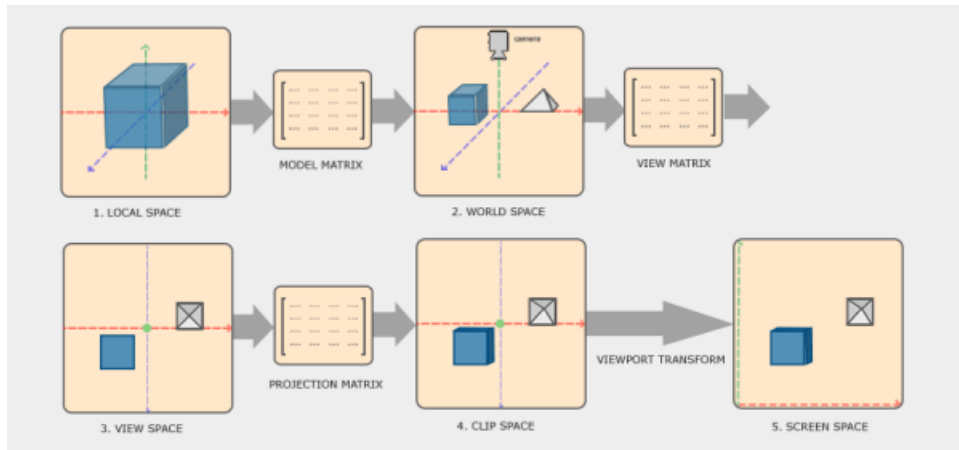 camera
MODEL MATRIX
VIEW MATRIX
1. LOCAL SPACE
2. WORLD SPACE
VIEWPORT TRANSFORM
PROJECTION MATRIX
3. VIEW SPACE
4. CLIP SPACE
5. SCREEN SPACE